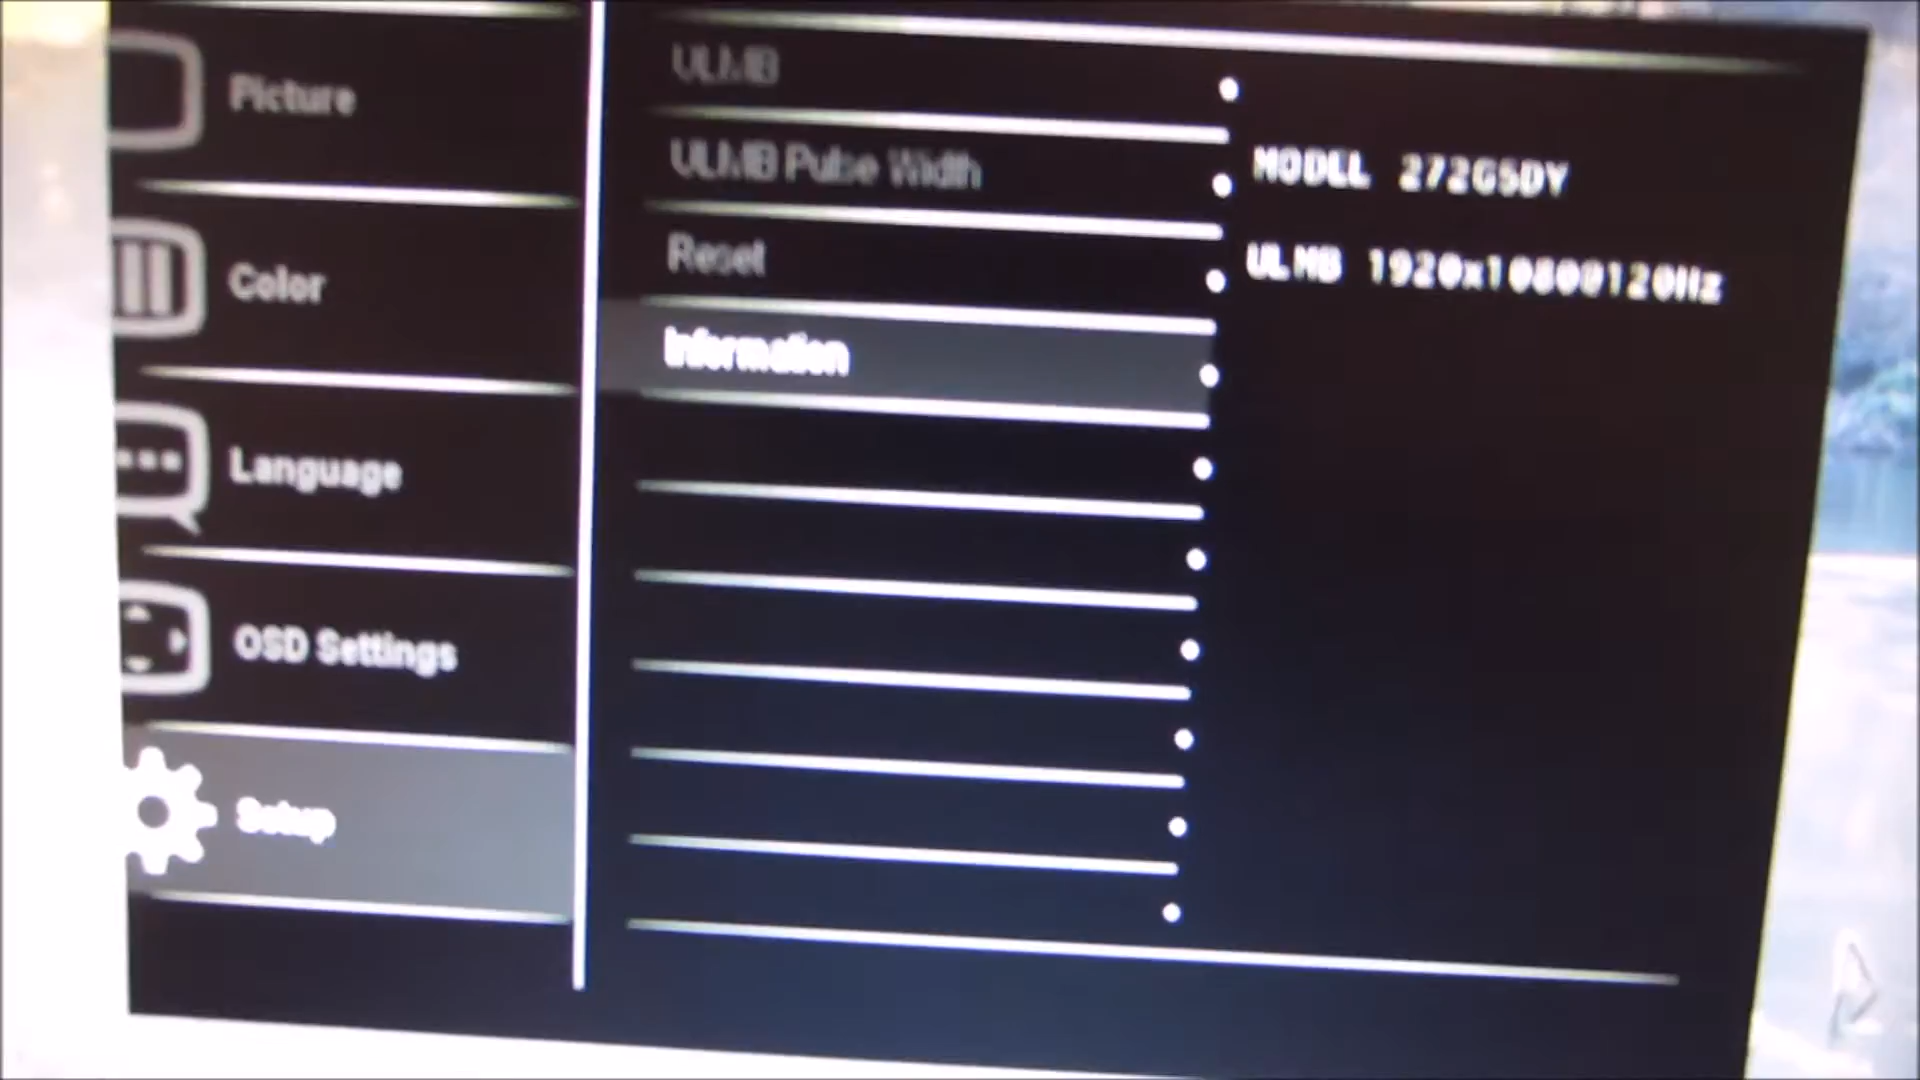 Picture
Color
Language
OSD Settings
Setup
ULMB
ULMB Pulse Width
Reset
Information
MODEL 272G5DY
ULMB 1920x1080@120Hz